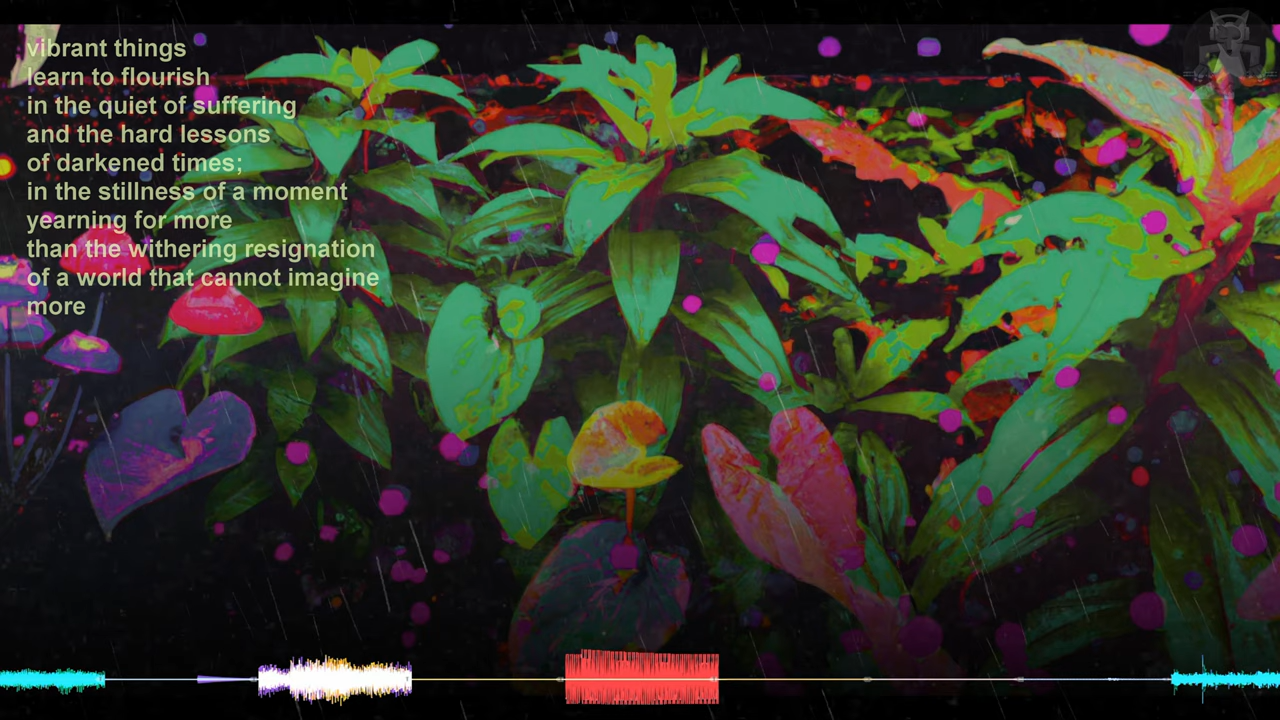 vibrant things
learn to flourish
in the quiet of suffering
and the hard lessons
of darkened times;
in the stillness of a moment
yearning for more
than the withering resignation
of a world that cannot imagine
more